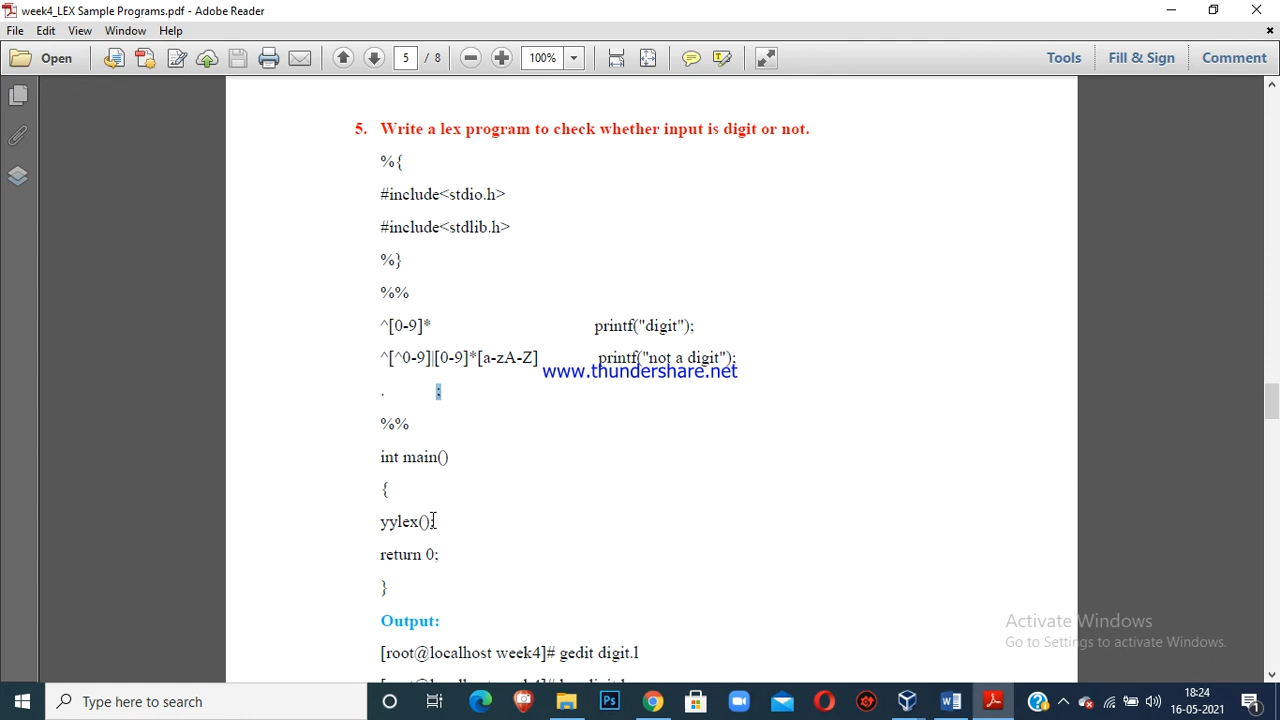 week4_LEX Sample Programs.pdf - Adobe Reader
File Edit View Window Help
Open 5 / 8 100% Tools Fill & Sign Comment
5. Write a lex program to check whether input is digit or not.
%{
#include<stdio.h>
#include<stdlib.h>
%}
%%
^[0-9]* printf("digit");
^[^0-9]|[0-9]*[a-zA-Z] printf("not a digit");
www.thundershare.net
. ;
%%
int main()
{
yylex();
return 0;
}
Output:
[root@localhost week4]# gedit digit.l
Activate Windows
Go to Settings to activate Windows.
Type here to search
18:24
16-05-2021